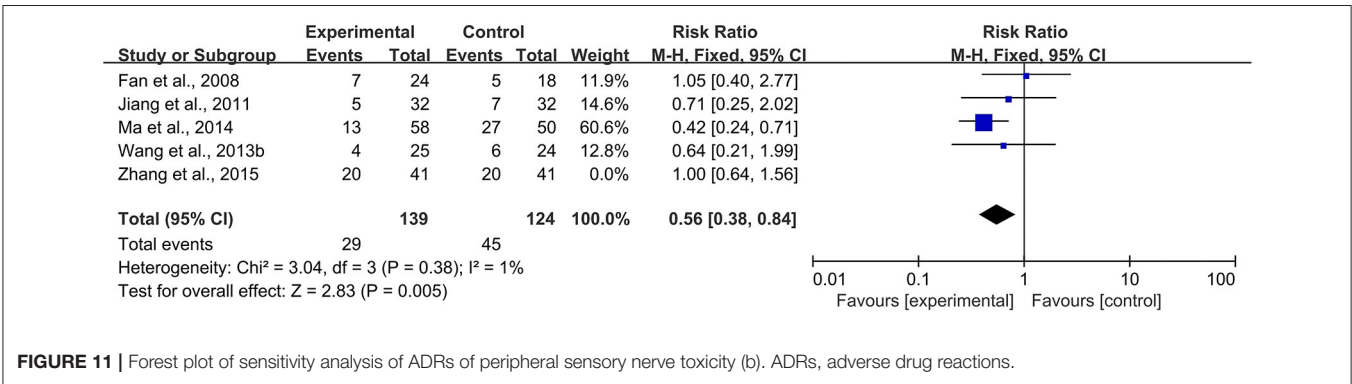 Experimental Control Risk Ratio Risk Ratio
Study or Subgroup Events Total Events Total Weight M-H, Fixed, 95% CI M-H, Fixed, 95% CI
Fan et al., 2008 7 24 5 18 11.9% 1.05 [0.40, 2.77]
Jiang et al., 2011 5 32 7 32 14.6% 0.71 [0.25, 2.02]
Ma et al., 2014 13 58 27 50 60.6% 0.42 [0.24, 0.71]
Wang et al., 2013b 4 25 6 24 12.8% 0.64 [0.21, 1.99]
Zhang et al., 2015 20 41 20 41 0.0% 1.00 [0.64, 1.56]
Total (95% CI) 139 124 100.0% 0.56 [0.38, 0.84]
Total events 29 45
Heterogeneity: Chi² = 3.04, df = 3 (P = 0.38); I² = 1%
Test for overall effect: Z = 2.83 (P = 0.005)
0.01 0.1 1 10 100
Favours [experimental] Favours [control]
FIGURE 11 | Forest plot of sensitivity analysis of ADRs of peripheral sensory nerve toxicity (b). ADRs, adverse drug reactions.